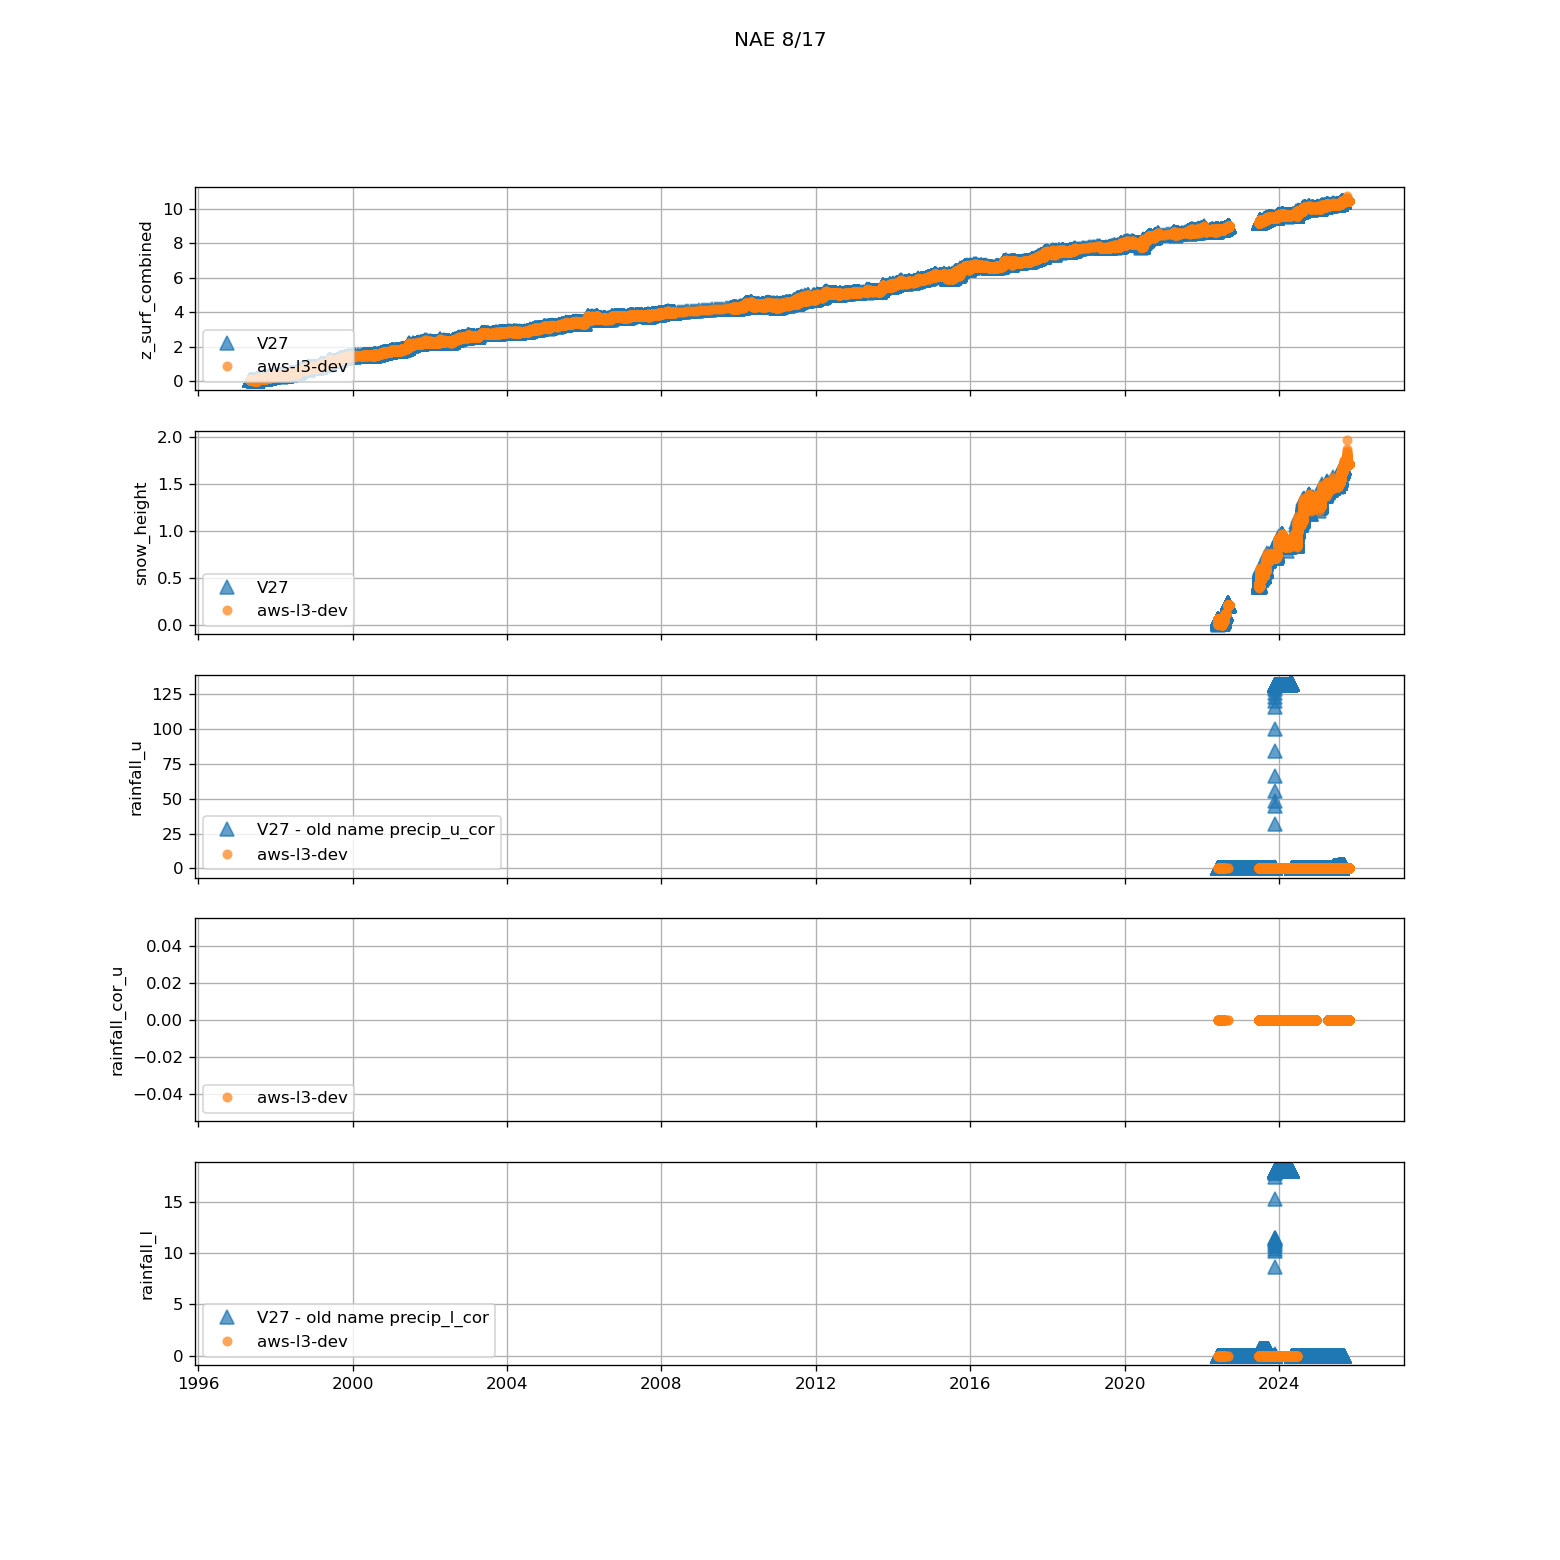 NAE 8/17
z_surf_combined
10
8
6
4
2
0
V27
aws-l3-dev
snow_height
2.0
1.5
1.0
0.5
0.0
V27
aws-l3-dev
rainfall_u
125
100
75
50
25
0
V27 - old name precip_u_cor
aws-l3-dev
rainfall_cor_u
0.04
0.02
0.00
−0.02
−0.04
aws-l3-dev
rainfall_l
15
10
5
0
V27 - old name precip_l_cor
aws-l3-dev
1996 2000 2004 2008 2012 2016 2020 2024